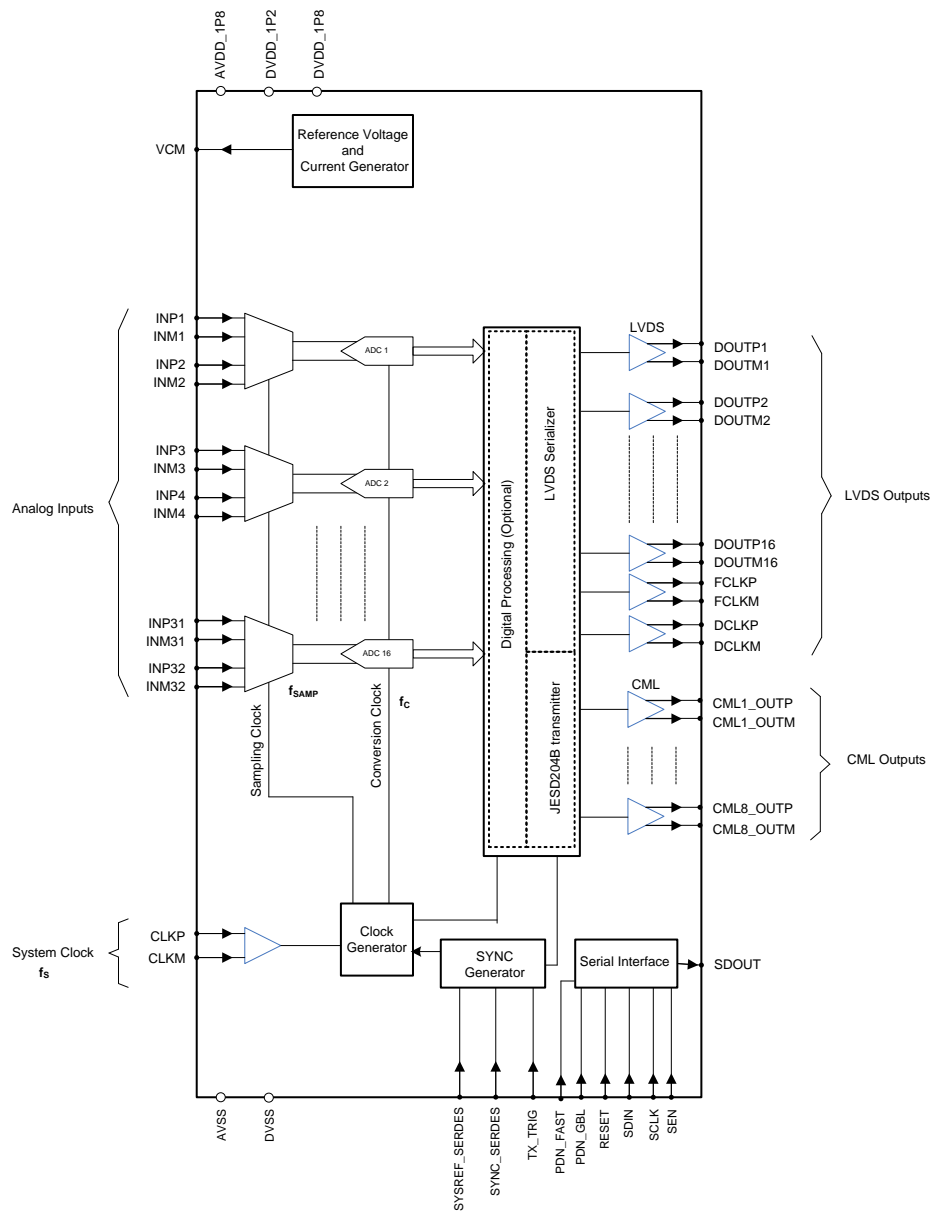 AVDD_1P8
DVDD_1P2
DVDD_1P8
Reference Voltage
and
Current Generator
VCM
INP1
INM1
INP2
INM2
INP3
INM3
INP4
INM4
INP31
INM31
INP32
INM32
Analog Inputs
ADC 1
ADC 2
ADC 16
fSAMP
fC
Sampling Clock
Conversion Clock
Digital Processing (Optional)
LVDS Serializer
JESD204B transmitter
LVDS
DOUTP1
DOUTM1
DOUTP2
DOUTM2
DOUTP16
DOUTM16
FCLKP
FCLKM
DCLKP
DCLKM
LVDS Outputs
CML
CML1_OUTP
CML1_OUTM
CML8_OUTP
CML8_OUTM
CML Outputs
System Clock
fS
CLKP
CLKM
Clock
Generator
SYNC
Generator
Serial Interface
SDOUT
AVSS
DVSS
SYSREF_SERDES
SYNC_SERDES
TX_TRIG
PDN_FAST
PDN_GBL
RESET
SDIN
SCLK
SEN